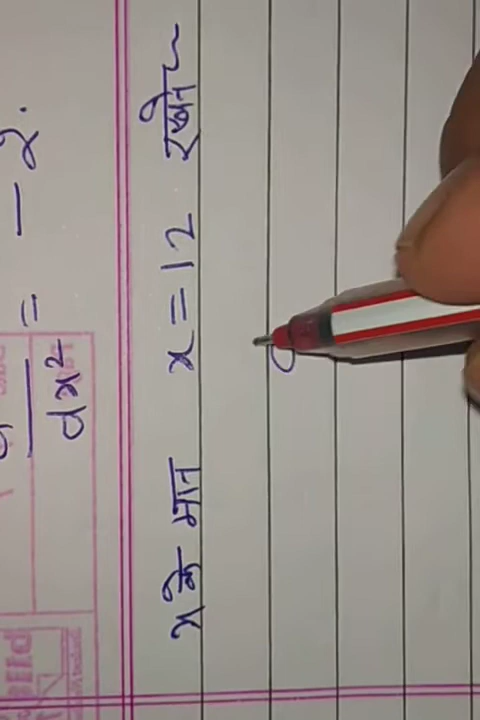 dx² = - 2.
x के मान x = 12 रखने